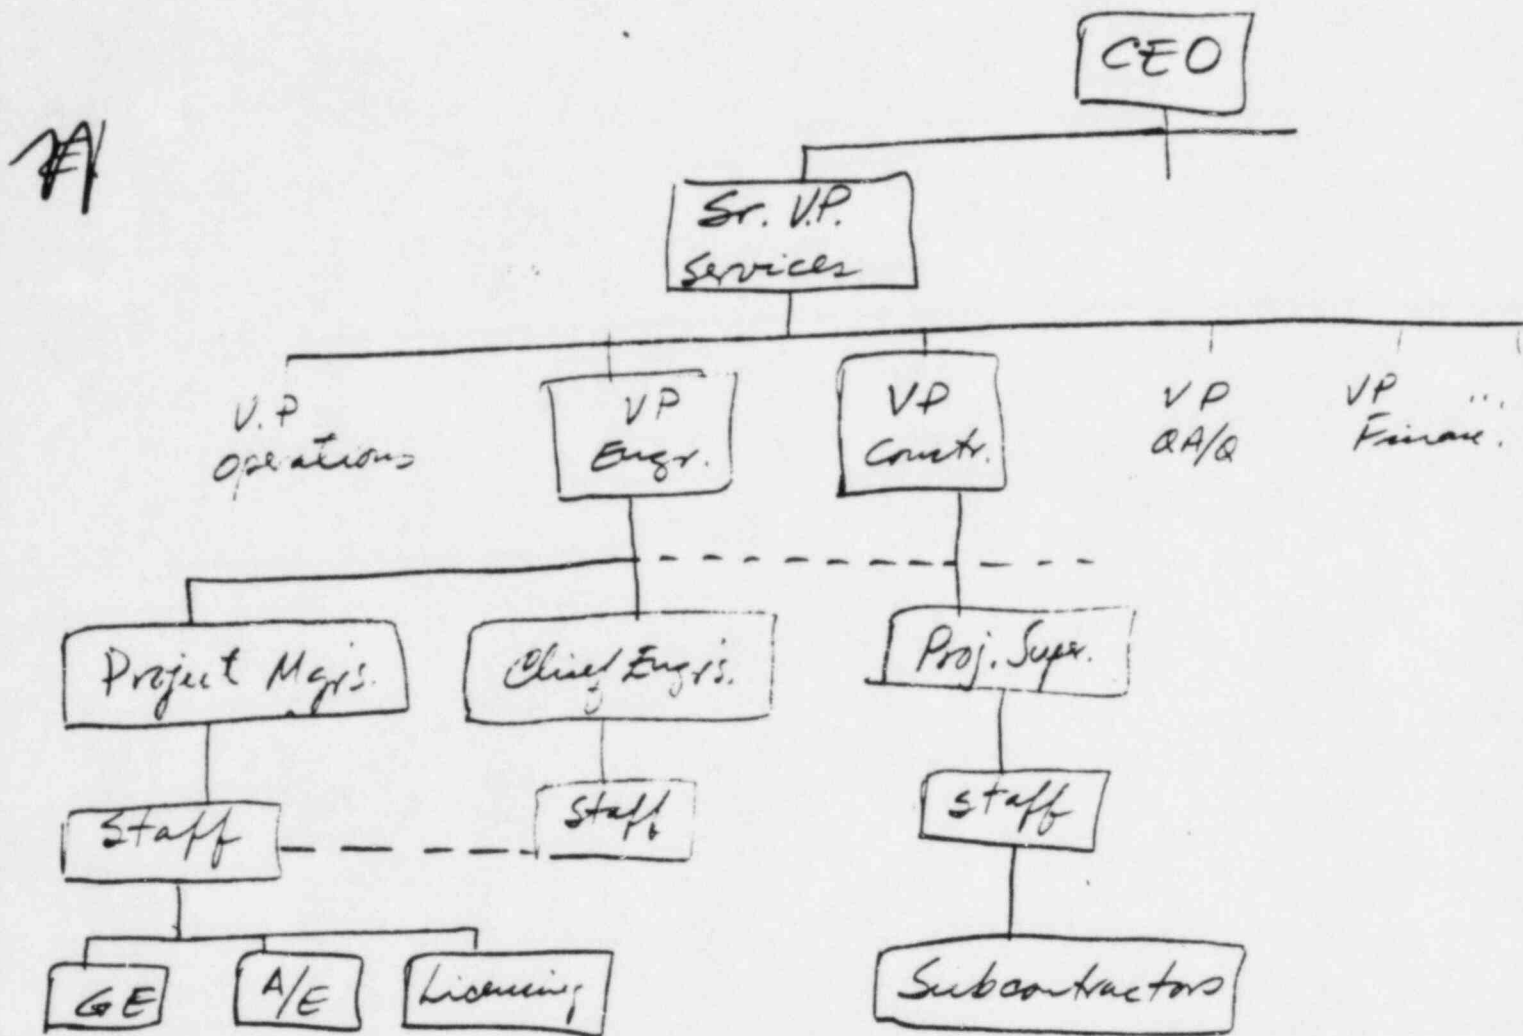 CEO
Sr. V.P.
Services
V.P
operations
VP
Engr.
VP
Constr.
VP
QA/Q
VP ...
Finance.
Project Mgrs.
Chief Engrs.
Proj. Super.
Staff
Staff
Staff
GE
A/E
Licensing
Subcontractors